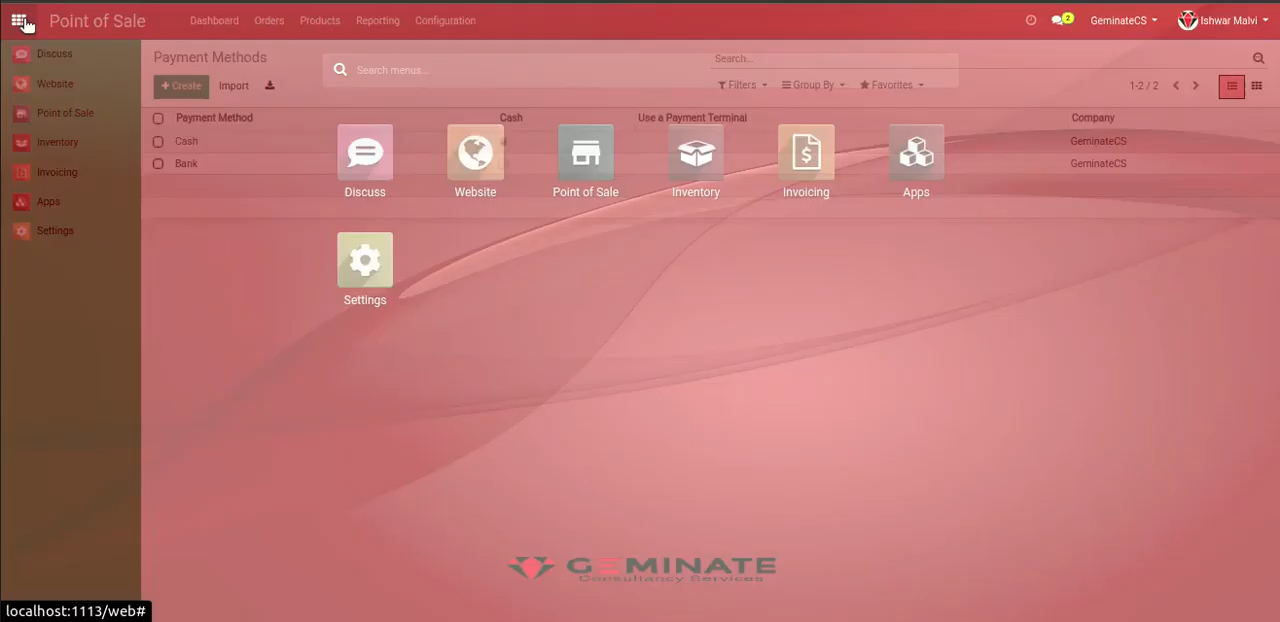 Point of Sale Dashboard Orders Products Reporting Configuration 2 GeminateCS Ishwar Malvi
Discuss
Website
Point of Sale
Inventory
Invoicing
Apps
Settings
Payment Methods
Search menus...
Search...
+ Create Import Filters Group By Favorites 1-2 / 2
Payment Method Cash Use a Payment Terminal Company
Cash GeminateCS
Bank GeminateCS
Discuss Website Point of Sale Inventory Invoicing Apps
Settings
GEMINATE
Consultancy Services
localhost:1113/web#